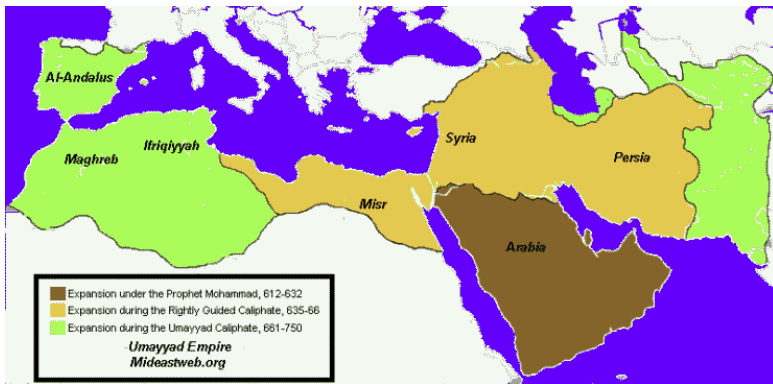 Al-Andalus
Maghreb
Ifriqiyyah
Misr
Syria
Persia
Arabia
Expansion under the Prophet Mohammad, 612-632
Expansion during the Rightly Guided Caliphate, 635-66
Expansion during the Umayyad Caliphate, 661-750
Umayyad Empire
Mideastweb.org